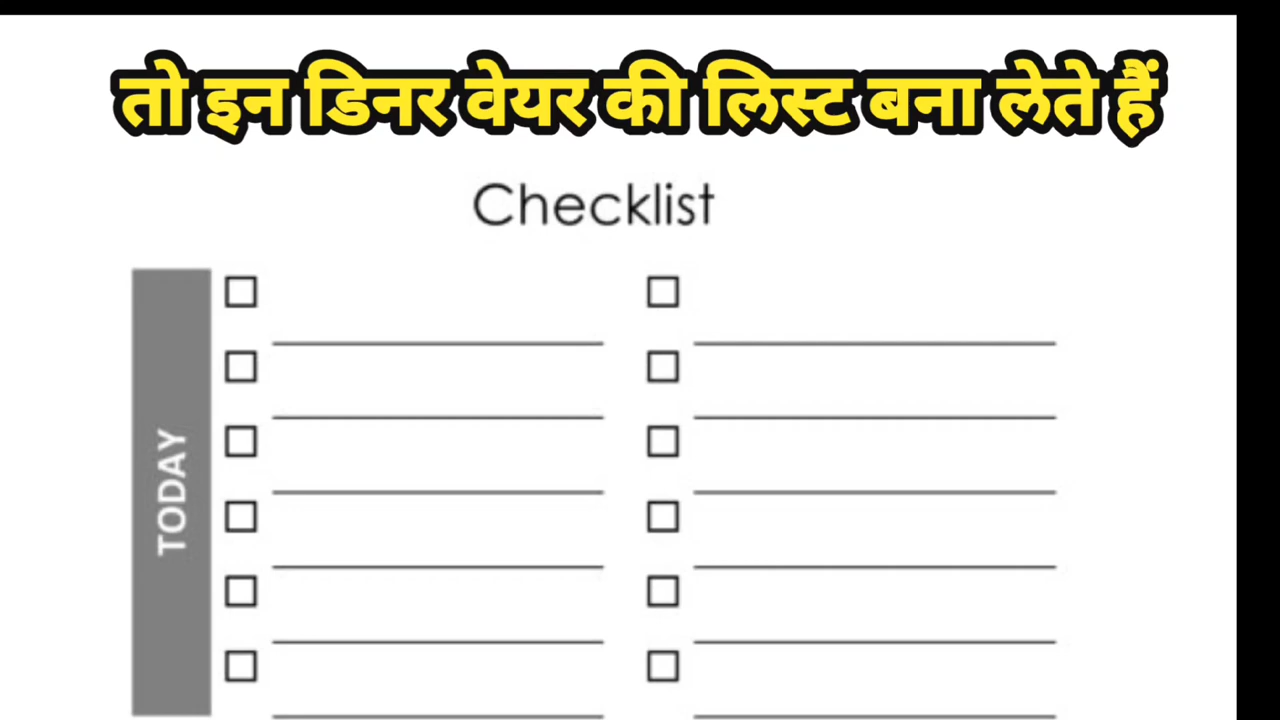 तो इन डिनर वेयर की लिस्ट बना लेते हैं
Checklist
TODAY